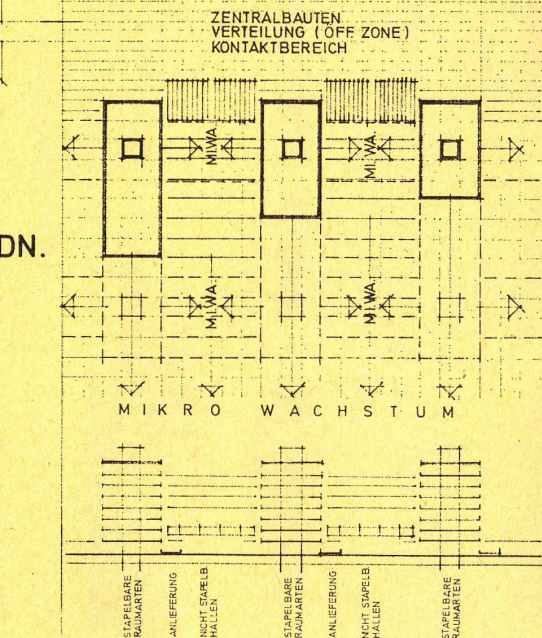 ZENTRALBAUTEN
VERTEILUNG (ÖFF ZONE)
KONTAKTBEREICH
MI.WA.
MI.WA.
DN.
MI.WA.
MI.WA.
MIKRO WACHSTUM
STAPELBARE
RAUMARTEN
ANLIEFERUNG
NICHT STAPELB.
HALLEN
STAPELBARE
RAUMARTEN
ANLIEFERUNG
NICHT STAPELB.
HALLEN
STAPELBARE
RAUMARTEN